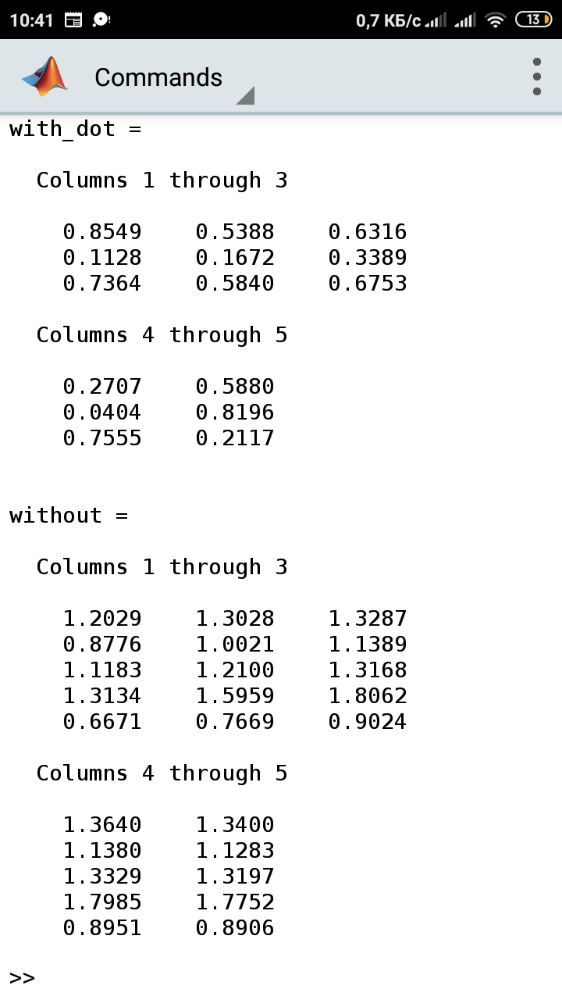 10:41 0,7 КБ/с 13
Commands
with_dot =
Columns 1 through 3
0.8549 0.5388 0.6316
0.1128 0.1672 0.3389
0.7364 0.5840 0.6753
Columns 4 through 5
0.2707 0.5880
0.0404 0.8196
0.7555 0.2117
without =
Columns 1 through 3
1.2029 1.3028 1.3287
0.8776 1.0021 1.1389
1.1183 1.2100 1.3168
1.3134 1.5959 1.8062
0.6671 0.7669 0.9024
Columns 4 through 5
1.3640 1.3400
1.1380 1.1283
1.3329 1.3197
1.7985 1.7752
0.8951 0.8906
>>